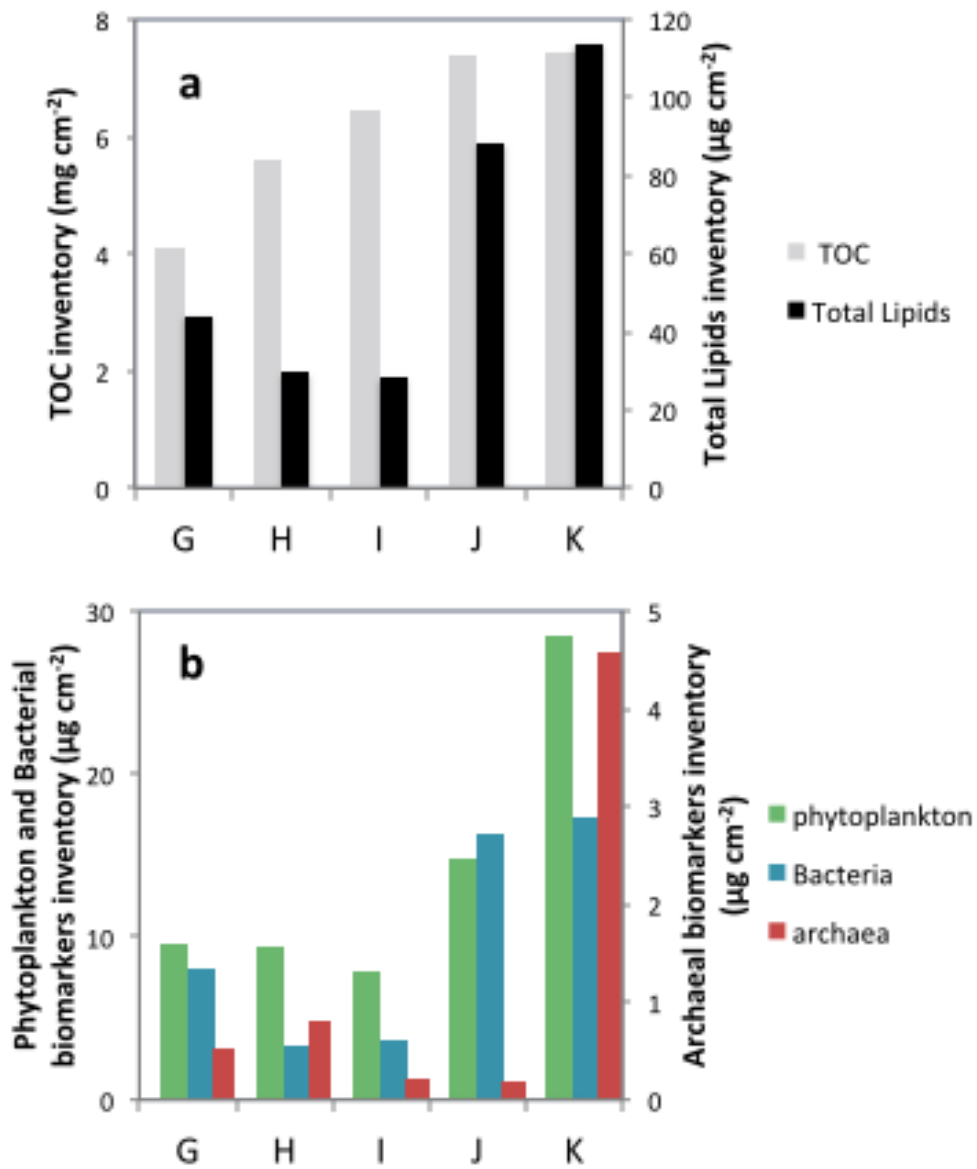 a
TOC inventory (mg cm-2)
8
6
4
2
0
Total Lipids inventory (µg cm-2)
120
100
80
60
40
20
0
G H I J K
TOC
Total Lipids
b
Phytoplankton and Bacterial
biomarkers inventory (µg cm-2)
30
20
10
0
Archaeal biomarkers inventory
(µg cm-2)
5
4
3
2
1
0
G H I J K
phytoplankton
Bacteria
archaea